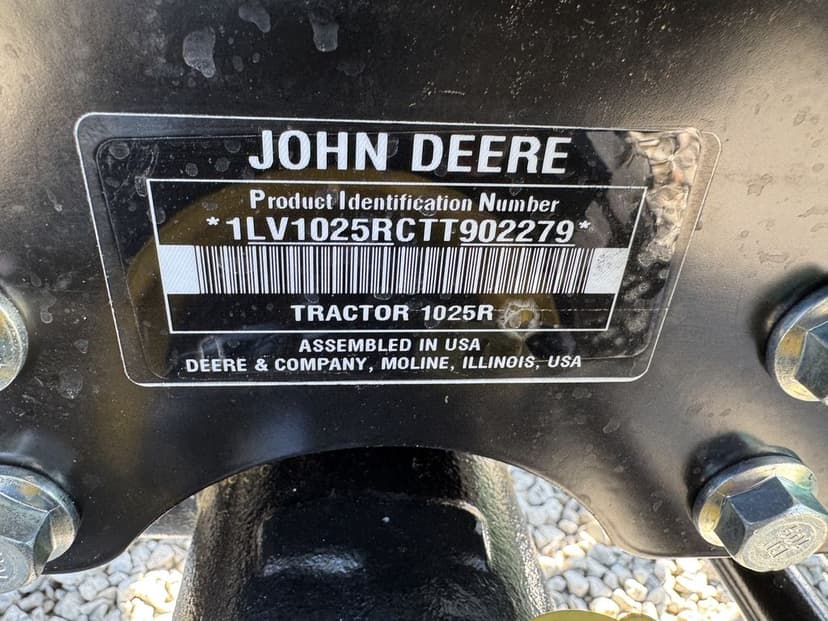 JOHN DEERE
Product Identification Number
*1LV1025RCTT902279*
TRACTOR 1025R
ASSEMBLED IN USA
DEERE & COMPANY, MOLINE, ILLINOIS, USA